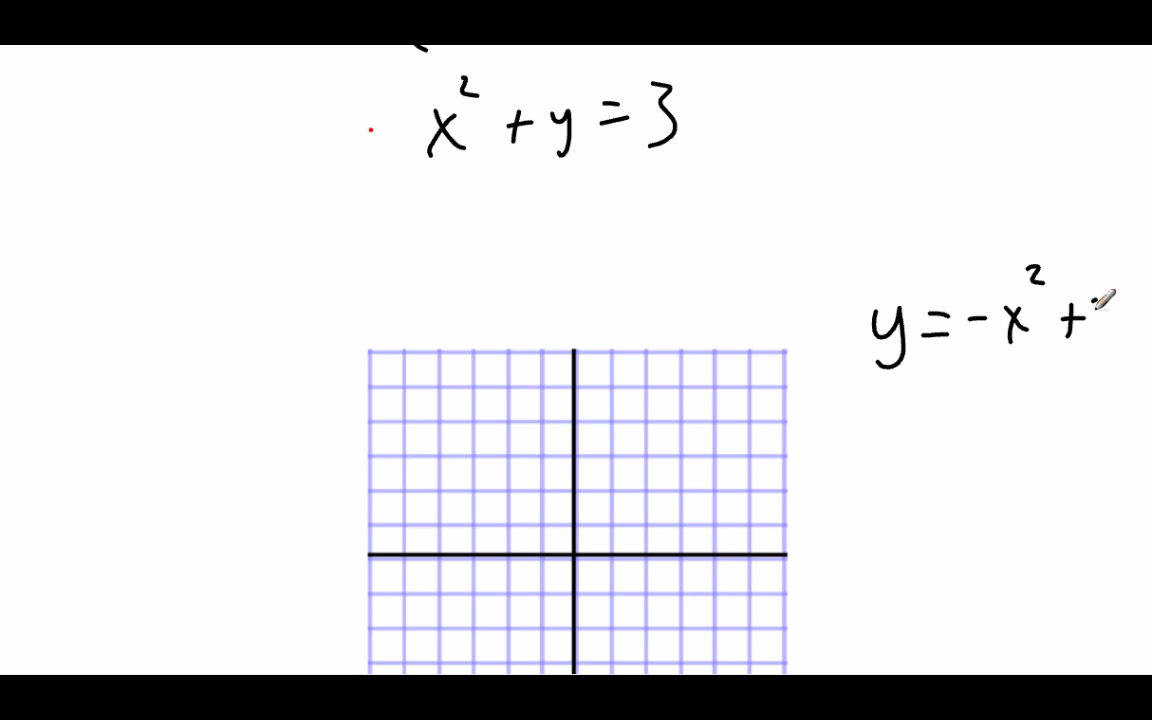 x² + y = 3
y = -x² +